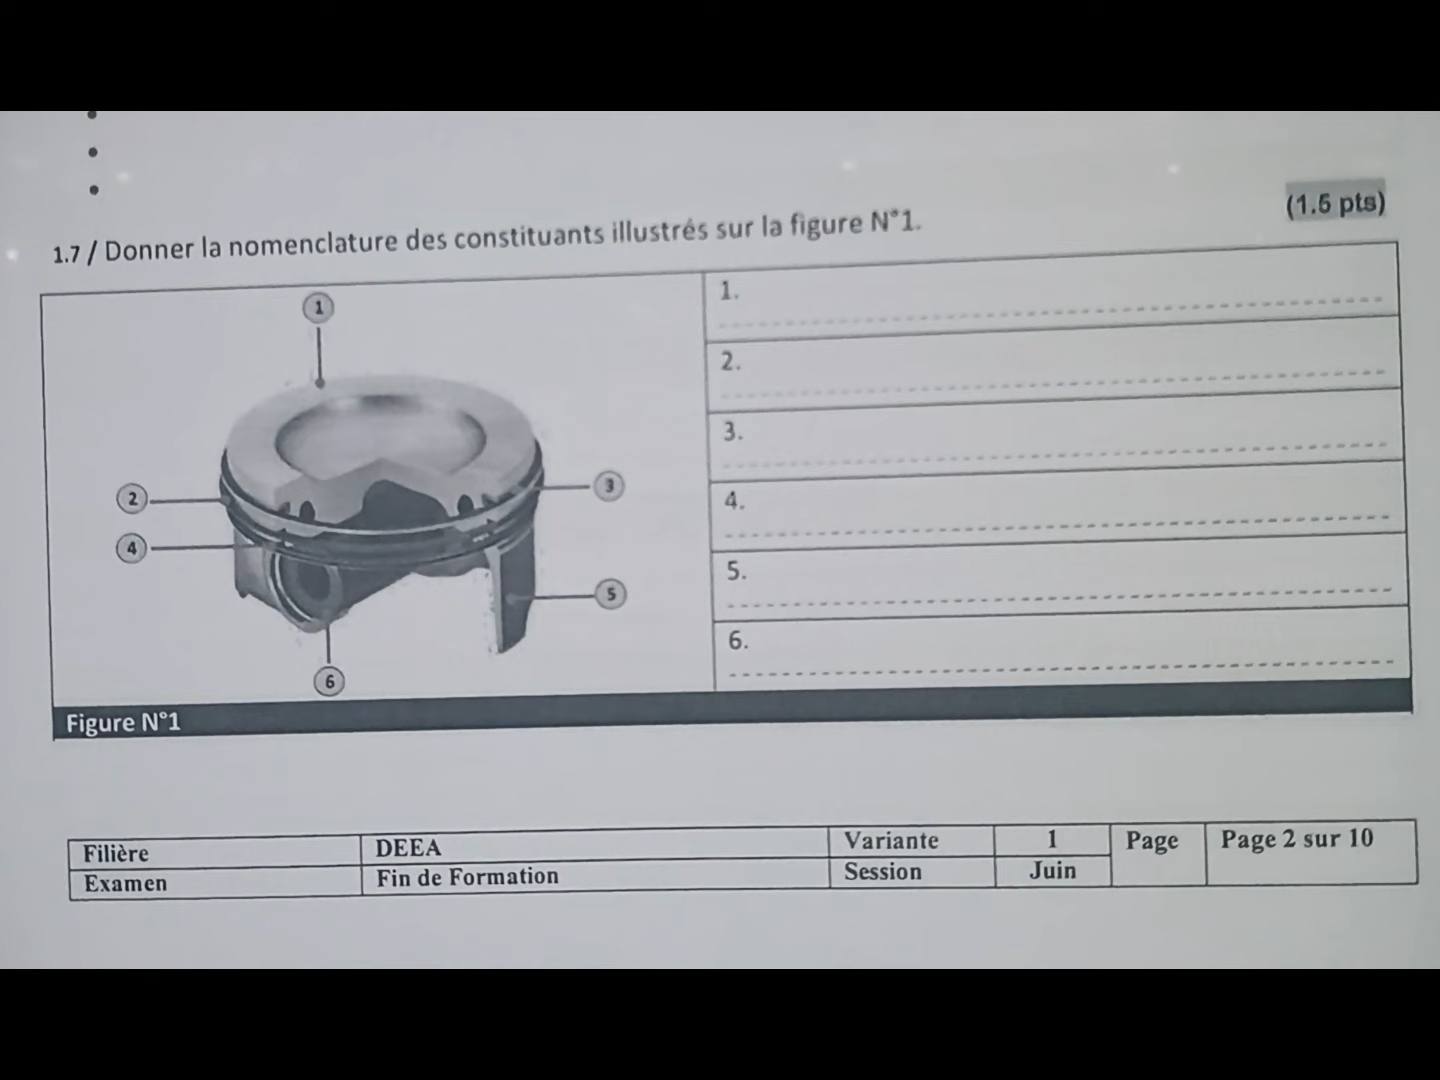 (1.5 pts)
1.7 / Donner la nomenclature des constituants illustrés sur la figure N°1.
1
2
3
4
5
6
1.
2.
3.
4.
5.
6.
Figure N°1
Filière DEEA Variante 1 Page Page 2 sur 10
Examen Fin de Formation Session Juin